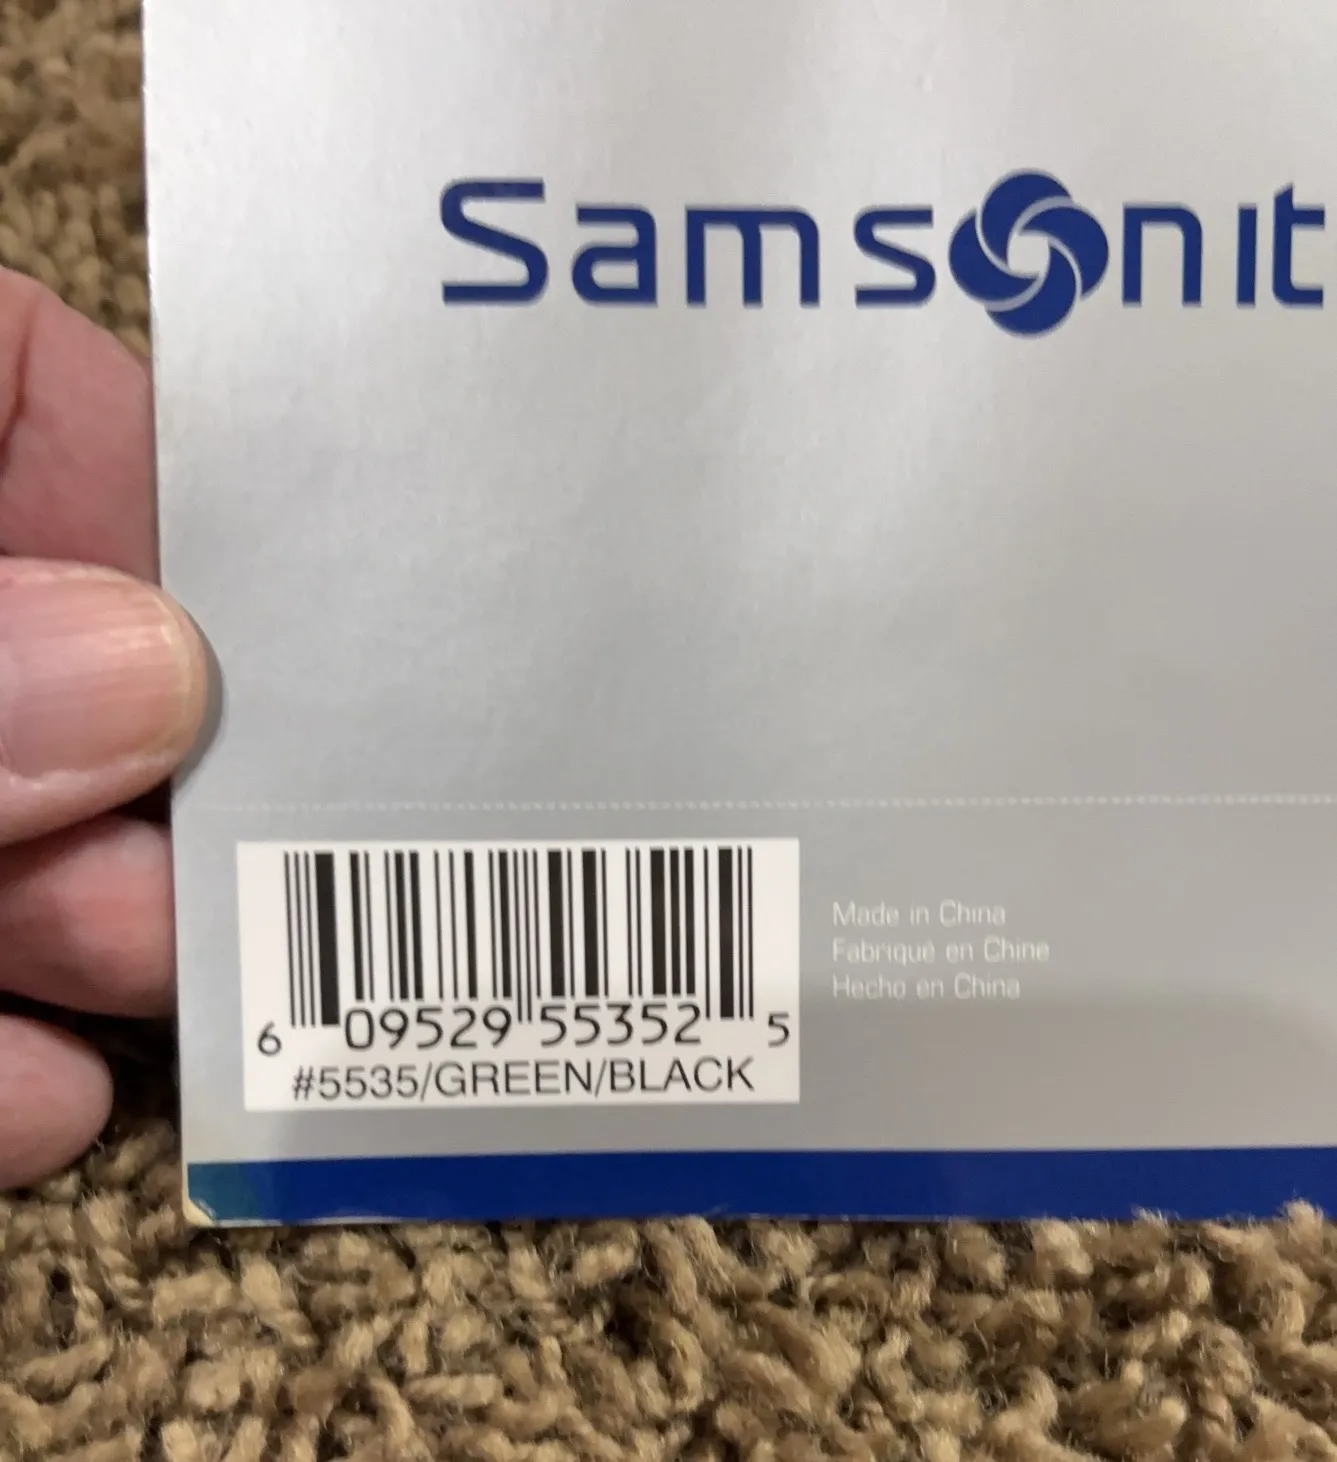 Samsonit
6 09529 55352 5
#5535/GREEN/BLACK
Made in China
Fabriqué en Chine
Hecho en China